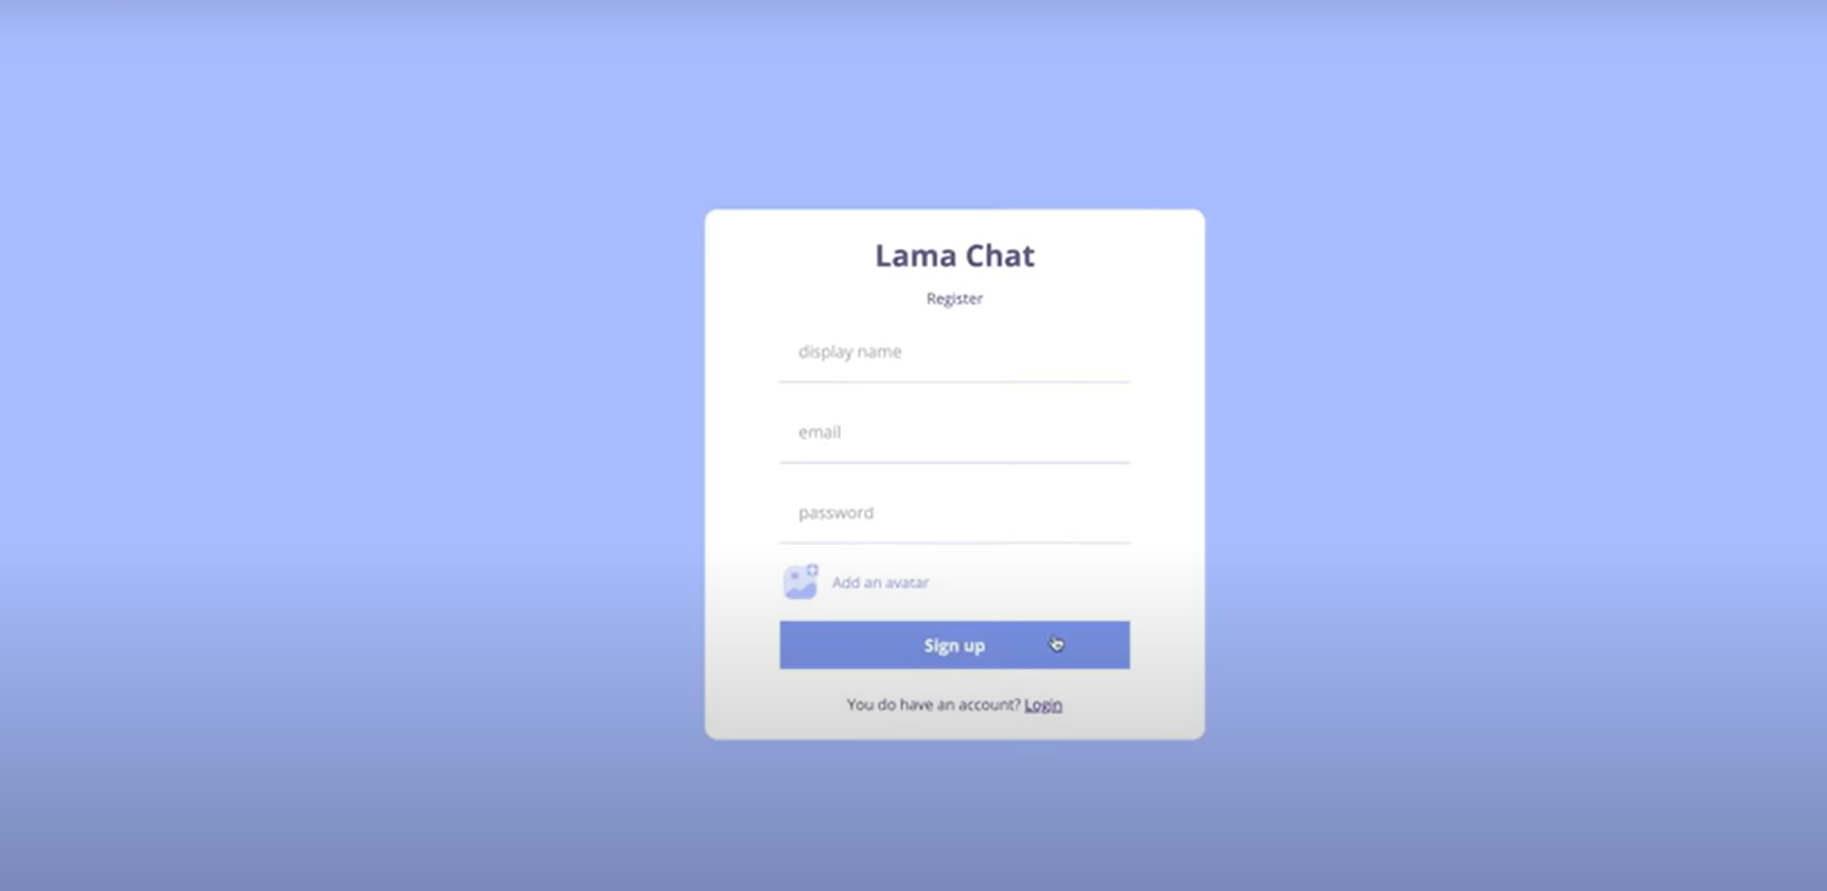 Lama Chat
Register
display name
email
password
Add an avatar
Sign up
You do have an account? Login